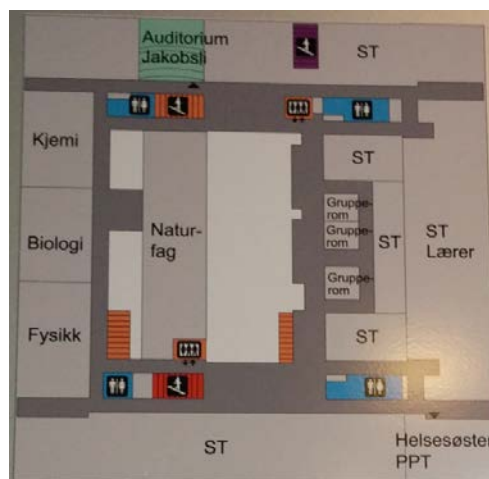 Auditorium
Jakobsli
ST
Kjemi
ST
Gruppe-
rom
Gruppe-
rom
Biologi
Natur-
fag
ST
ST
Lærer
Gruppe-
rom
Fysikk
ST
ST
Helsesøster
PPT